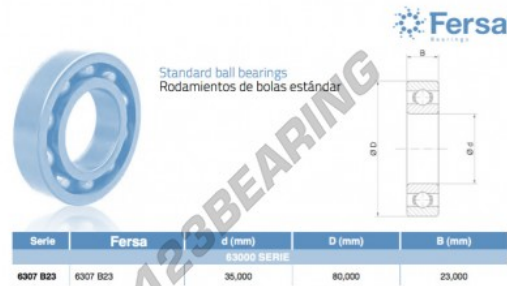 Fersa
Bearings
Standard ball bearings
Rodamientos de bolas estándar
B
Ø D
Ø d
123BEARING
Serie Fersa d (mm) D (mm) B (mm)
63000 SERIE
6307 B23 6307 B23 35,000 80,000 23,000